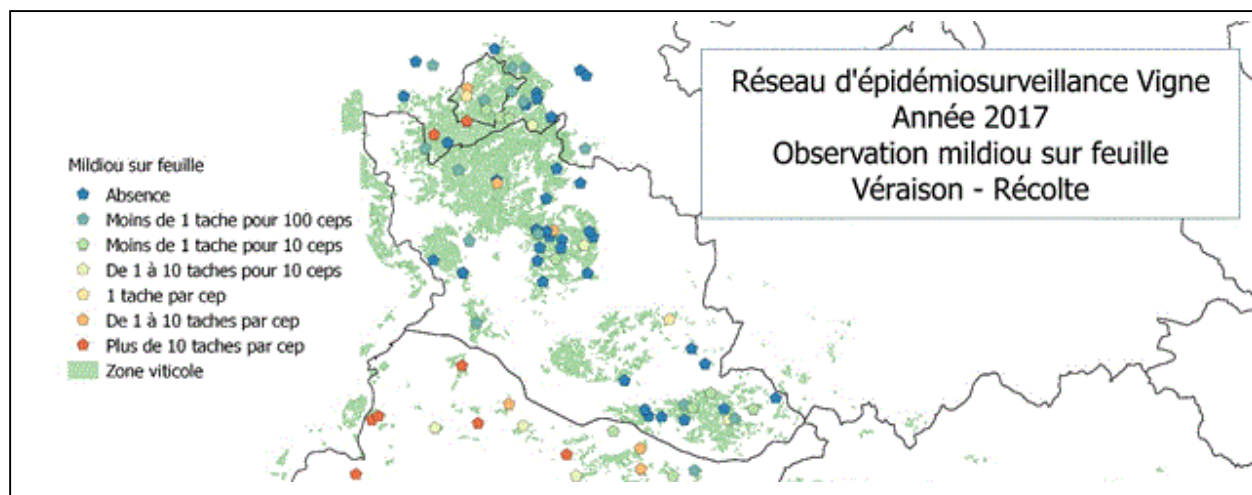 Réseau d'épidémiosurveillance Vigne
Année 2017
Observation mildiou sur feuille
Véraison - Récolte
Mildiou sur feuille
Absence
Moins de 1 tache pour 100 ceps
Moins de 1 tache pour 10 ceps
De 1 à 10 taches pour 10 ceps
1 tache par cep
De 1 à 10 taches par cep
Plus de 10 taches par cep
Zone viticole